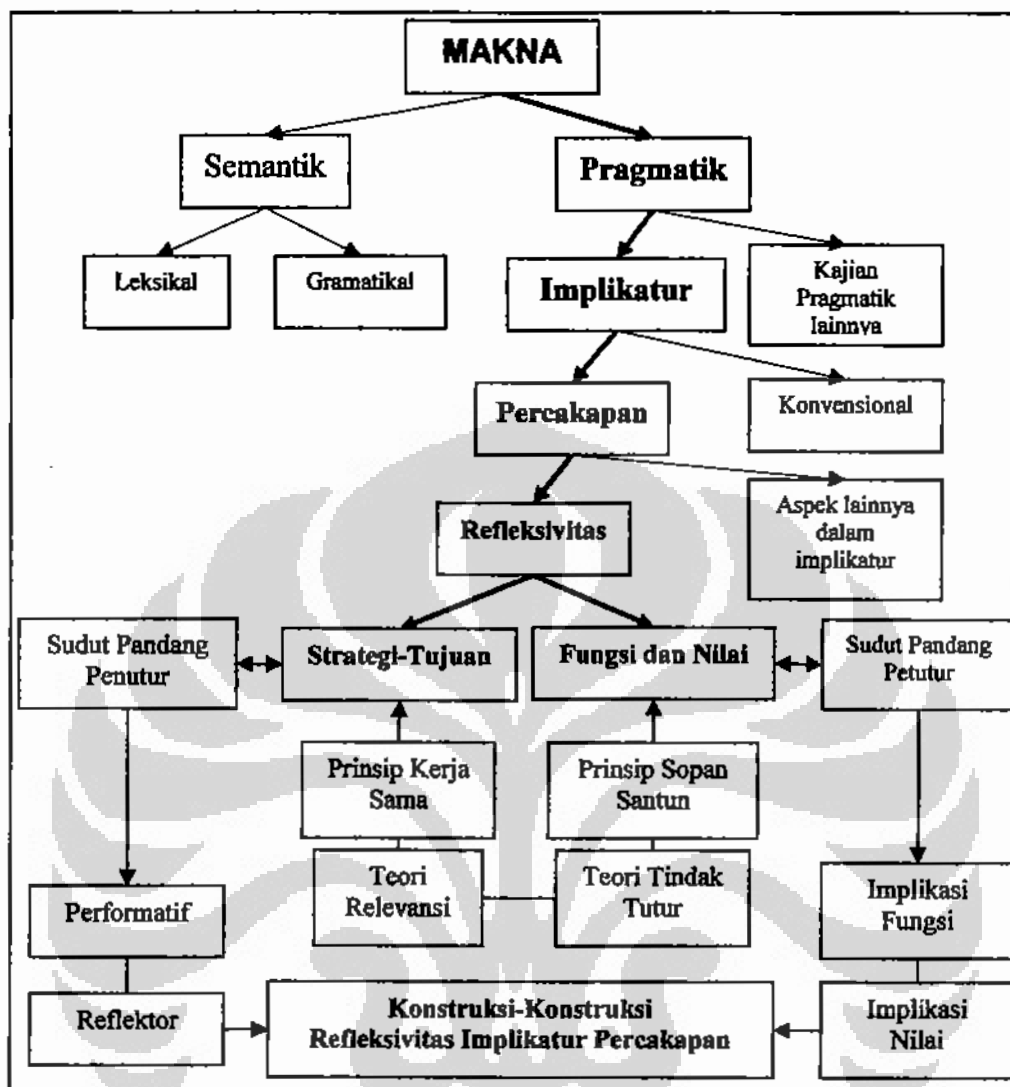 MAKNA
Semantik
Pragmatik
Leksikal
Gramatikal
Implikatur
Kajian
Pragmatik
lainnya
Percakapan
Konvensional
Refleksivitas
Aspek lainnya
dalam
implikatur
Sudut Pandang
Penutur
Strategi-Tujuan
Fungsi dan Nilai
Sudut Pandang
Petutur
Prinsip Kerja
Sama
Prinsip Sopan
Santun
Performatif
Teori
Relevansi
Teori Tindak
Tutur
Implikasi
Fungsi
Reflektor
Konstruksi-Konstruksi
Refleksivitas Implikatur Percakapan
Implikasi
Nilai